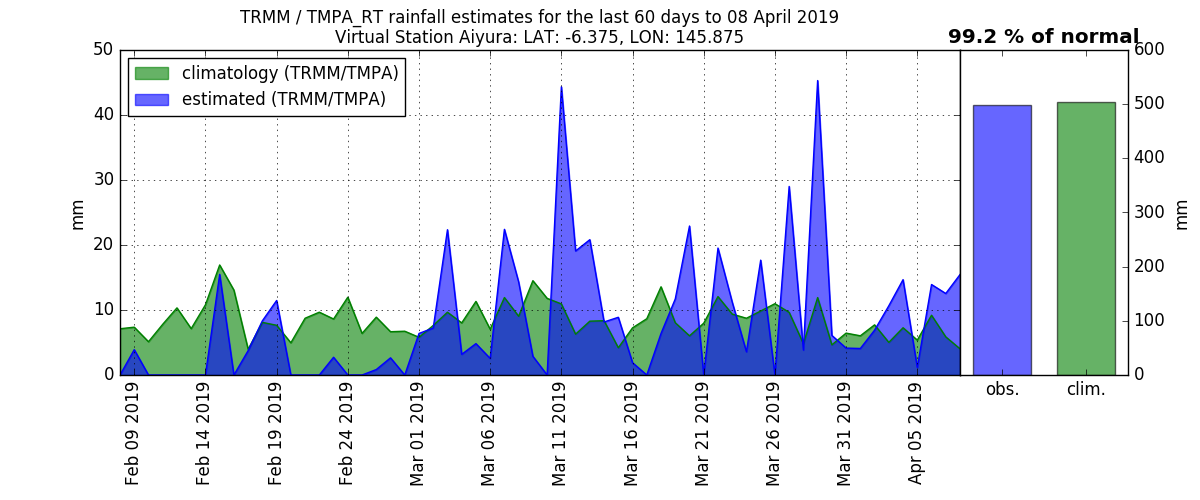 TRMM / TMPA_RT rainfall estimates for the last 60 days to 08 April 2019
Virtual Station Aiyura: LAT: -6.375, LON: 145.875
99.2 % of normal
climatology (TRMM/TMPA)
estimated (TRMM/TMPA)
50
40
30
20
10
0
mm
600
500
400
300
200
100
0
mm
Feb 09 2019
Feb 14 2019
Feb 19 2019
Feb 24 2019
Mar 01 2019
Mar 06 2019
Mar 11 2019
Mar 16 2019
Mar 21 2019
Mar 26 2019
Mar 31 2019
Apr 05 2019
obs.
clim.